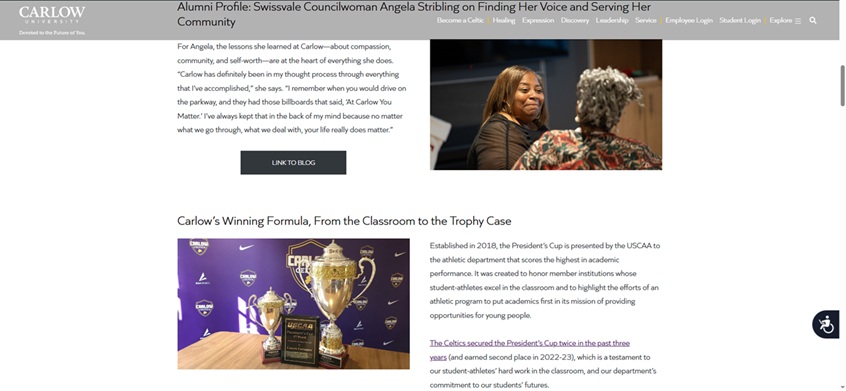 CARLOW
UNIVERSITY
Devoted to the Future of You.
Become a Celtic Healing Expression Discovery Leadership Service Employee Login Student Login Explore
Alumni Profile: Swissvale Councilwoman Angela Stribling on Finding Her Voice and Serving Her
Community
For Angela, the lessons she learned at Carlow—about compassion,
community, and self-worth—are at the heart of everything she does.
“Carlow has definitely been in my thought process through everything
that I’ve accomplished,” she says. “I remember when you would drive on
the parkway, and they had those billboards that said, ‘At Carlow You
Matter.’ I’ve always kept that in the back of my mind because no matter
what we go through, what we deal with, your life really does matter.”
LINK TO BLOG
Carlow’s Winning Formula, From the Classroom to the Trophy Case
CARLOW
USCAA
Established in 2018, the President’s Cup is presented by the USCAA to
the athletic department that scores the highest in academic
performance. It was created to honor member institutions whose
student-athletes excel in the classroom and to highlight the efforts of an
athletic program to put academics first in its mission of providing
opportunities for young people.
The Celtics secured the President’s Cup twice in the past three
years (and earned second place in 2022-23), which is a testament to
our student-athletes’ hard work in the classroom, and our department’s
commitment to our students’ futures.